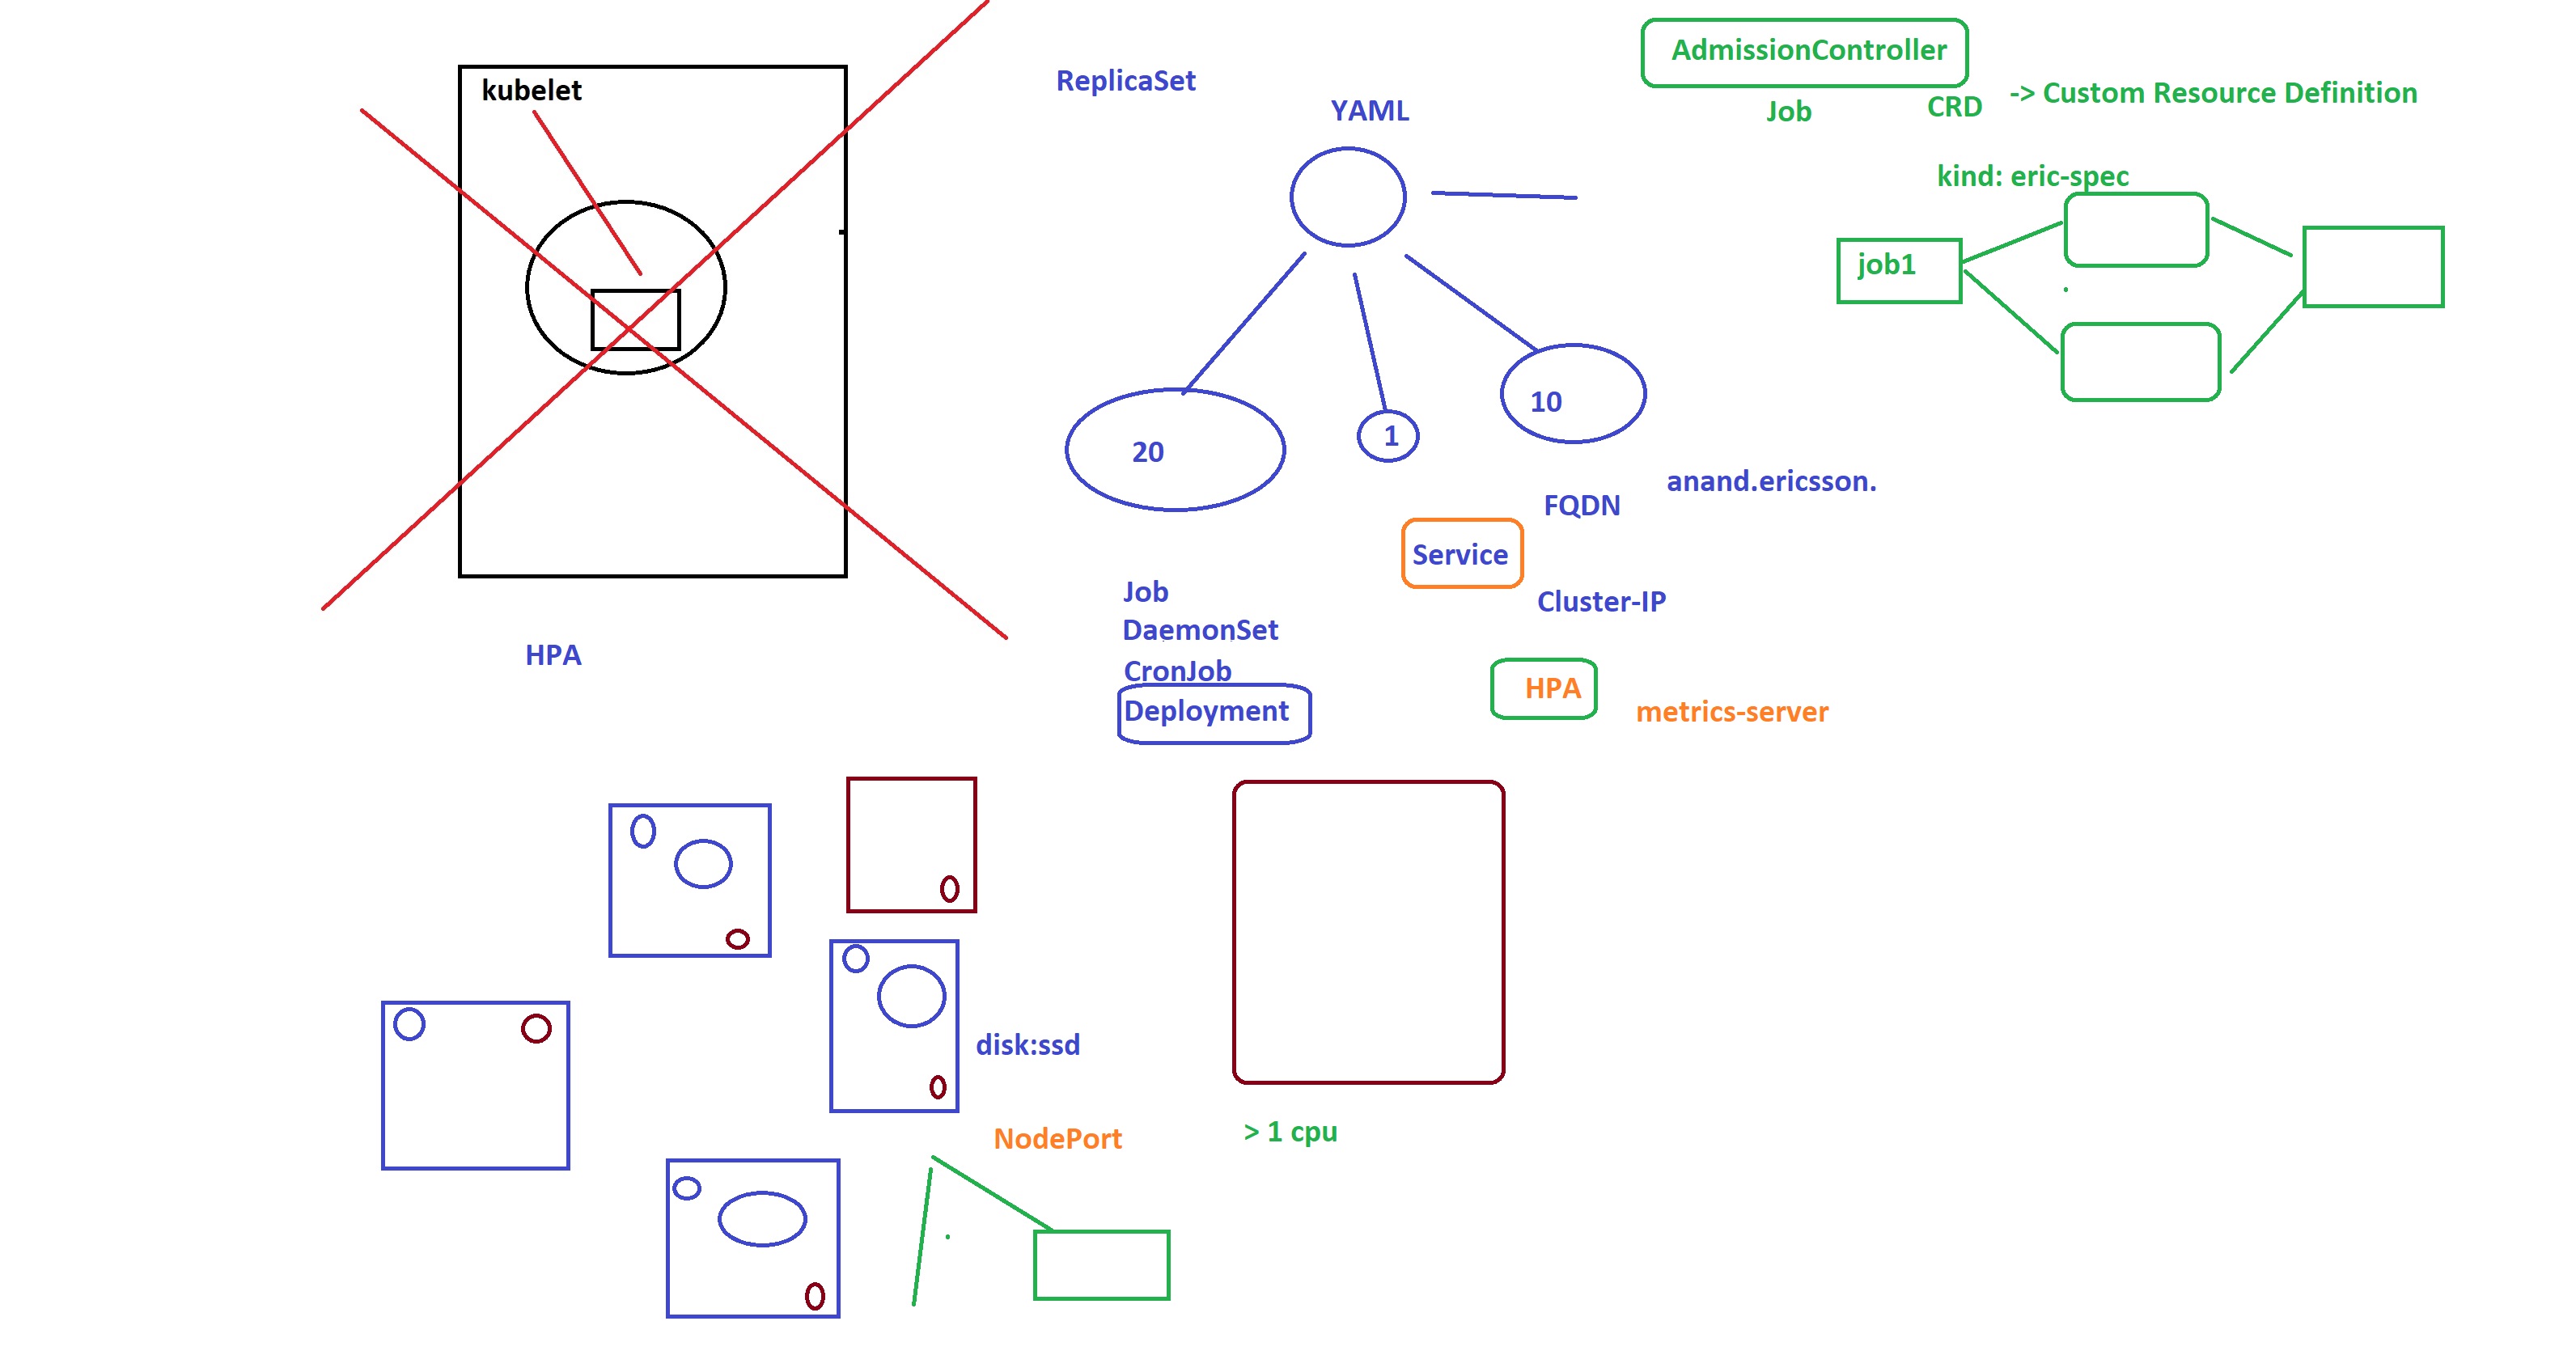 kubelet
ReplicaSet
YAML
AdmissionController
Job
CRD
-> Custom Resource Definition
kind: eric-spec
job1
20
1
10
anand.ericsson.
FQDN
Service
Cluster-IP
Job
DaemonSet
CronJob
Deployment
HPA
HPA
metrics-server
disk:ssd
NodePort
> 1 cpu